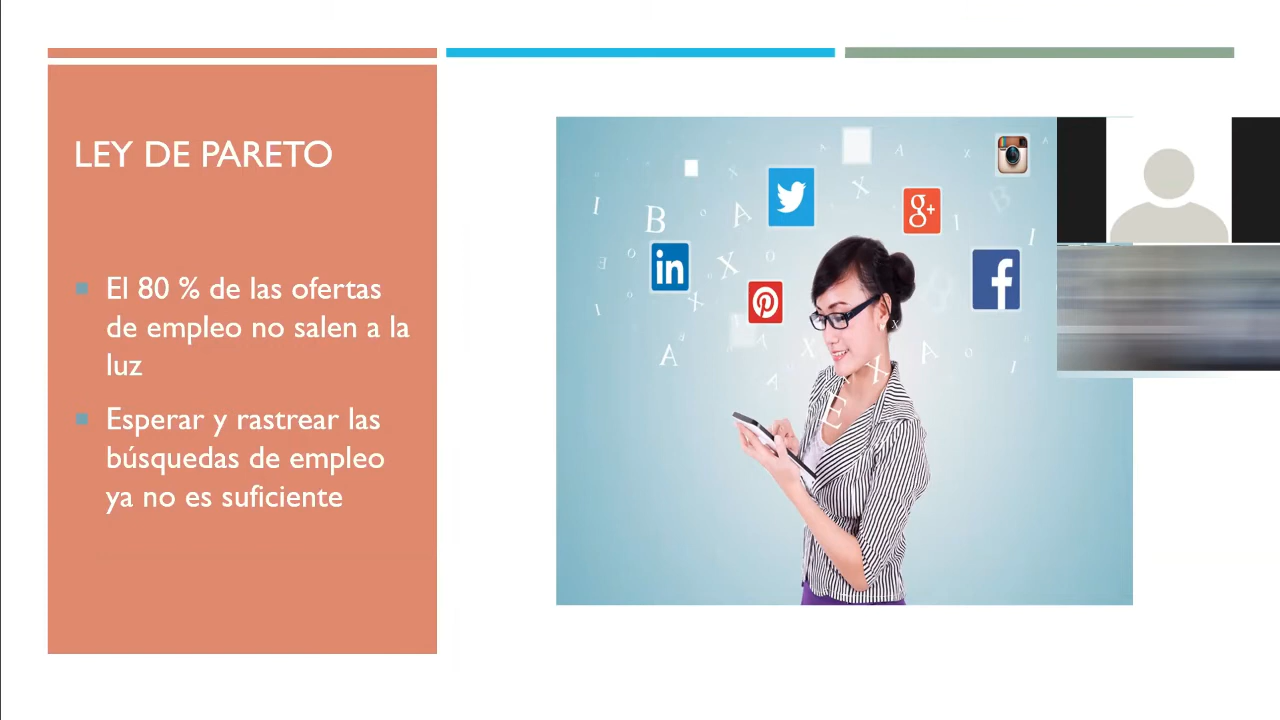 LEY DE PARETO
El 80 % de las ofertas
de empleo no salen a la
luz
Esperar y rastrear las
búsquedas de empleo
ya no es suficiente